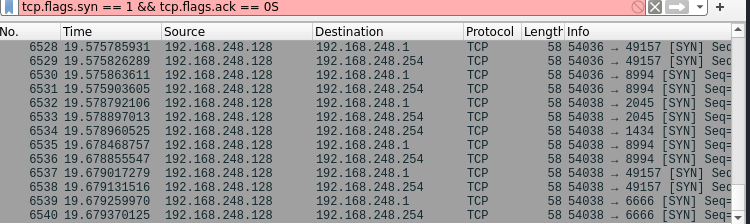 tcp.flags.syn == 1 && tcp.flags.ack == 0S
No. Time Source Destination Protocol Length Info
6528 19.575785931 192.168.248.128 192.168.248.1 TCP 58 54036 → 49157 [SYN] Seq
6529 19.575826289 192.168.248.128 192.168.248.254 TCP 58 54036 → 49157 [SYN] Seq
6530 19.575863611 192.168.248.128 192.168.248.1 TCP 58 54036 → 8994 [SYN] Seq=
6531 19.575903605 192.168.248.128 192.168.248.254 TCP 58 54036 → 8994 [SYN] Seq=
6532 19.578792106 192.168.248.128 192.168.248.1 TCP 58 54038 → 2045 [SYN] Seq=
6533 19.578897013 192.168.248.128 192.168.248.254 TCP 58 54038 → 2045 [SYN] Seq=
6534 19.578960525 192.168.248.128 192.168.248.254 TCP 58 54038 → 1434 [SYN] Seq=
6535 19.678468757 192.168.248.128 192.168.248.1 TCP 58 54038 → 8994 [SYN] Seq=
6536 19.678855547 192.168.248.128 192.168.248.254 TCP 58 54038 → 8994 [SYN] Seq=
6537 19.679017279 192.168.248.128 192.168.248.1 TCP 58 54038 → 49157 [SYN] Seq
6538 19.679131516 192.168.248.128 192.168.248.254 TCP 58 54038 → 49157 [SYN] Seq
6539 19.679259970 192.168.248.128 192.168.248.1 TCP 58 54038 → 6666 [SYN] Seq=
6540 19.679370125 192.168.248.128 192.168.248.254 TCP 58 54038 → 6666 [SYN] Seq=